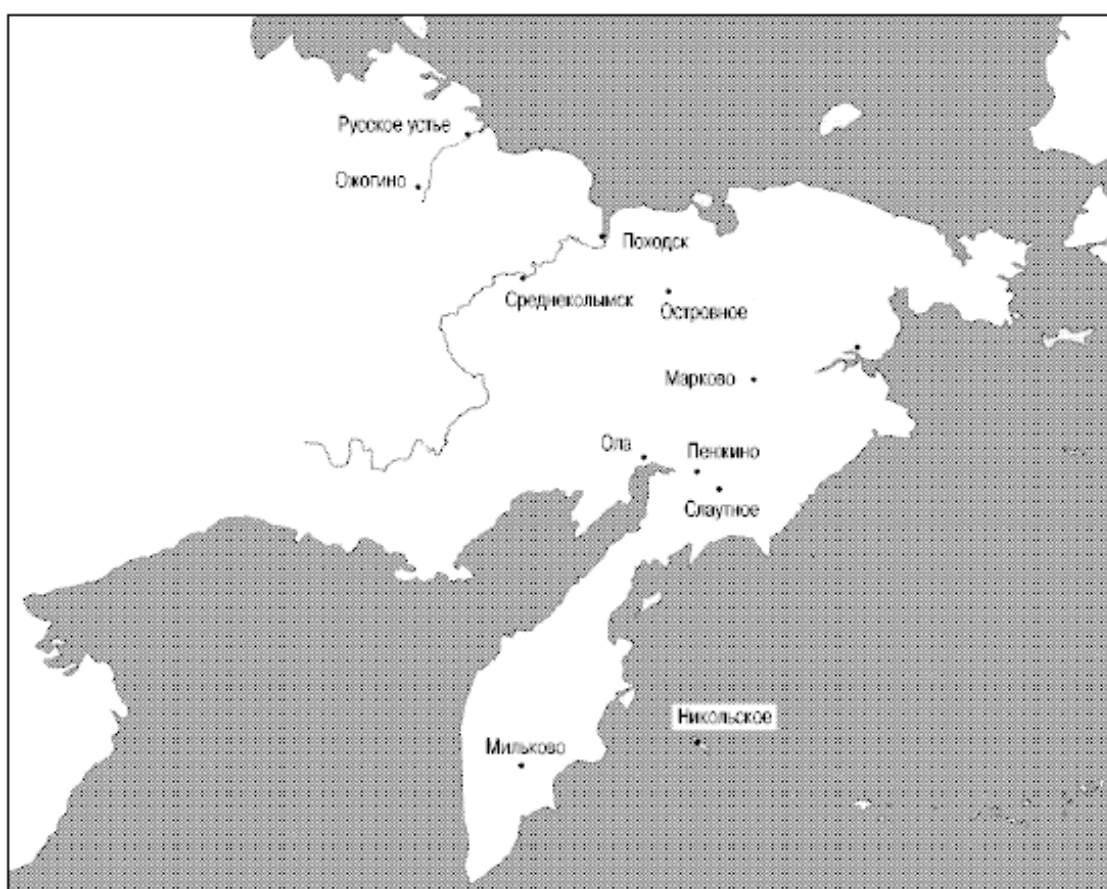 Русское устье
Ожогино
Походск
Среднеколымск
Островное
Марково
Ола
Пенжино
Слаутное
Никольское
Мильково